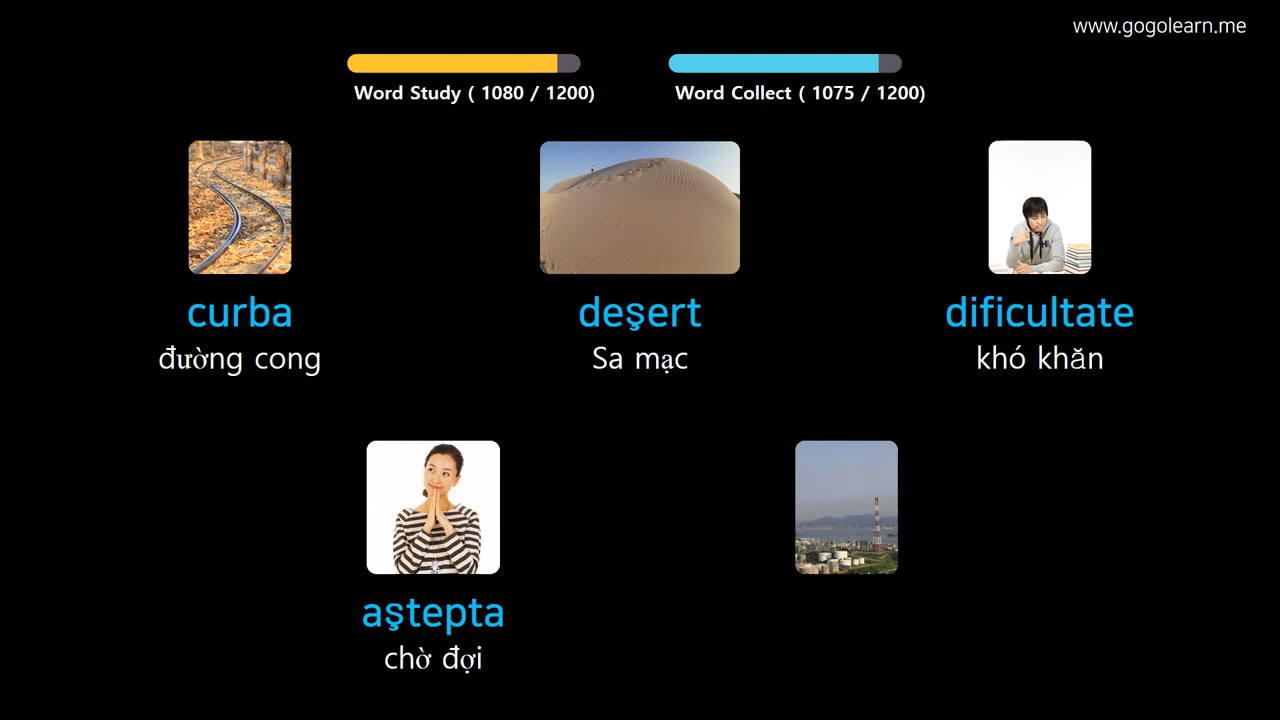 www.gogolearn.me
Word Study ( 1080 / 1200)
Word Collect ( 1075 / 1200)
curba
deşert
dificultate
đường cong
Sa mạc
khó khăn
aştepta
chờ đợi